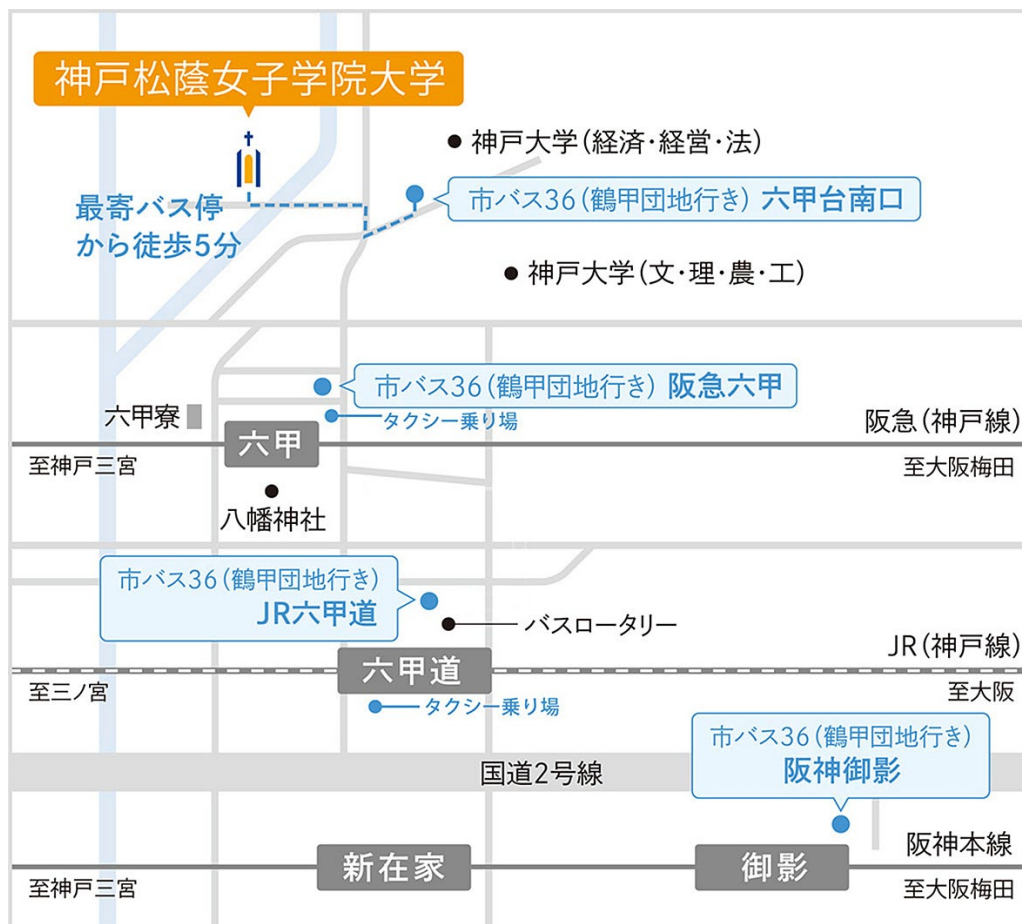 神戸松蔭女子学院大学
神戸大学(経済・経営・法)
最寄バス停
から徒歩5分
市バス36(鶴甲団地行き) 六甲台南口
神戸大学(文・理・農・工)
市バス36(鶴甲団地行き) 阪急六甲
六甲寮
タクシー乗り場
阪急(神戸線)
六甲
至神戸三宮
至大阪梅田
八幡神社
市バス36(鶴甲団地行き)
JR六甲道
バスロータリー
JR(神戸線)
六甲道
至三ノ宮
至大阪
タクシー乗り場
市バス36(鶴甲団地行き)
阪神御影
国道2号線
阪神本線
新在家
御影
至神戸三宮
至大阪梅田